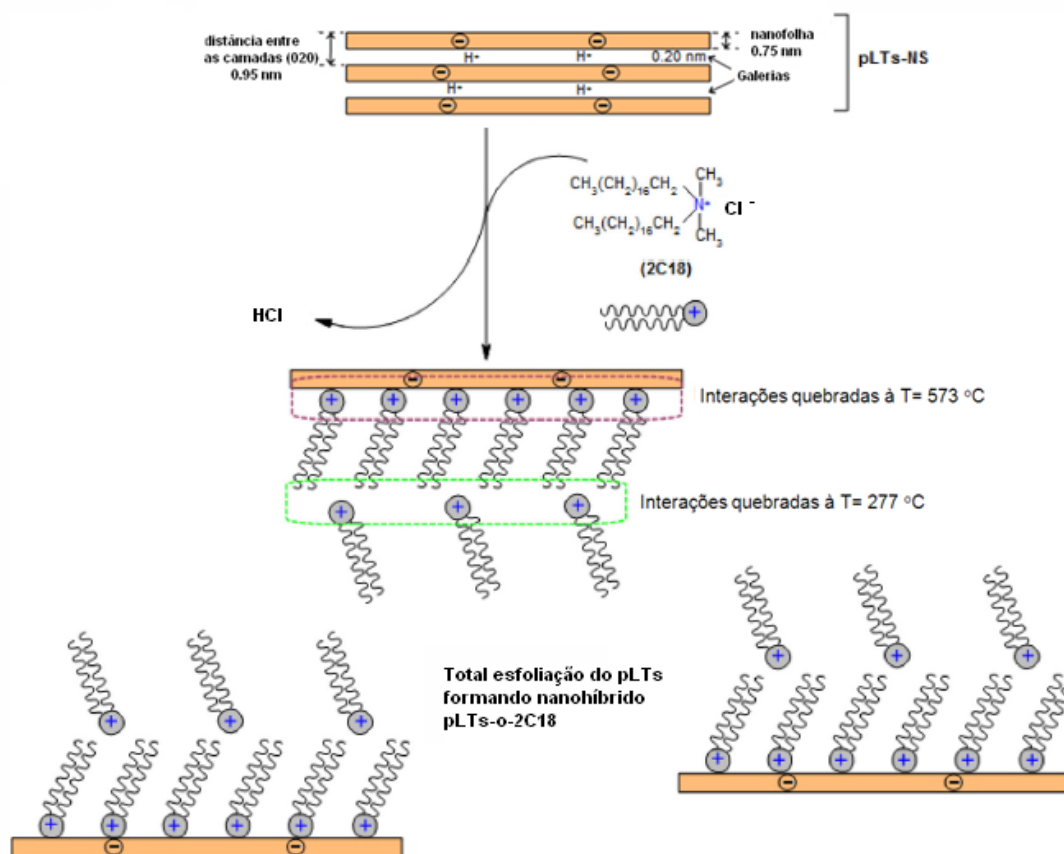 distância entre
as camadas (020)
0.95 nm
nanofolha
0.75 nm
pLTs-NS
H+ H+ 0.20 nm
Galerias
H+ H+
CH3(CH2)16CH2 CH3
N+ Cl -
CH3(CH2)16CH2 CH3
(2C18)
HCl
Interações quebradas à T= 573 ºC
Interações quebradas à T= 277 ºC
Total esfoliação do pLTs
formando nanohíbrido
pLTs-o-2C18